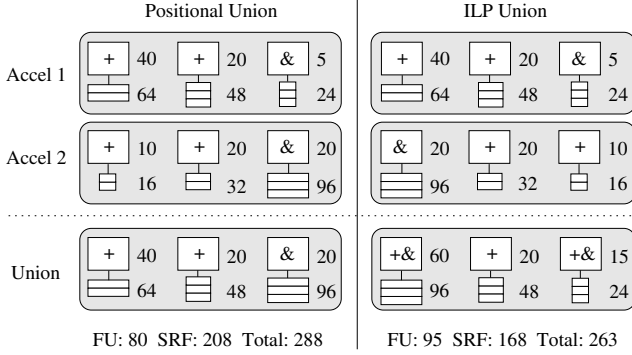 Positional Union
ILP Union
Accel 1
+ 40 + 20 & 5
64 48 24
+ 40 + 20 & 5
64 48 24
Accel 2
+ 10 + 20 & 20
16 32 96
& 20 + 20 + 10
96 32 16
Union
+ 40 + 20 & 20
64 48 96
+& 60 + 20 +& 15
96 48 24
FU: 80 SRF: 208 Total: 288
FU: 95 SRF: 168 Total: 263